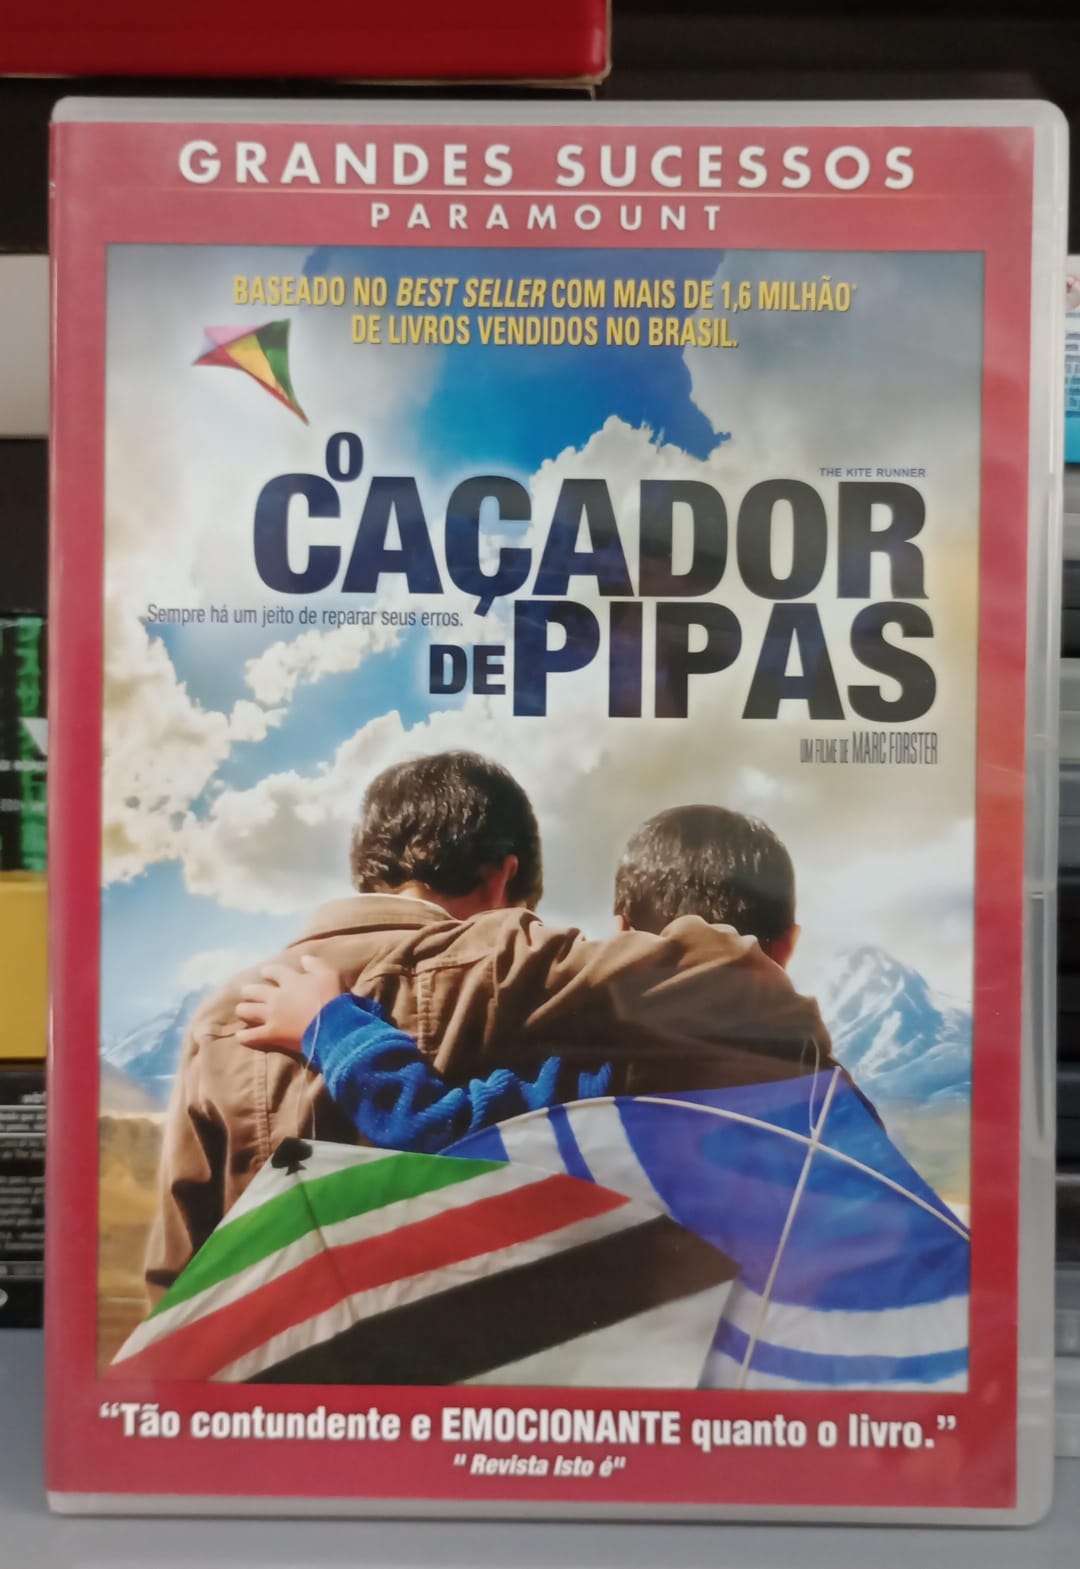 GRANDES SUCESSOS
PARAMOUNT
BASEADO NO BEST SELLER COM MAIS DE 1,6 MILHÃO*
DE LIVROS VENDIDOS NO BRASIL.
THE KITE RUNNER
O
CAÇADOR
Sempre há um jeito de reparar seus erros.
DE PIPAS
UM FILME DE MARC FORSTER
“Tão contundente e EMOCIONANTE quanto o livro.”
" Revista Isto é"